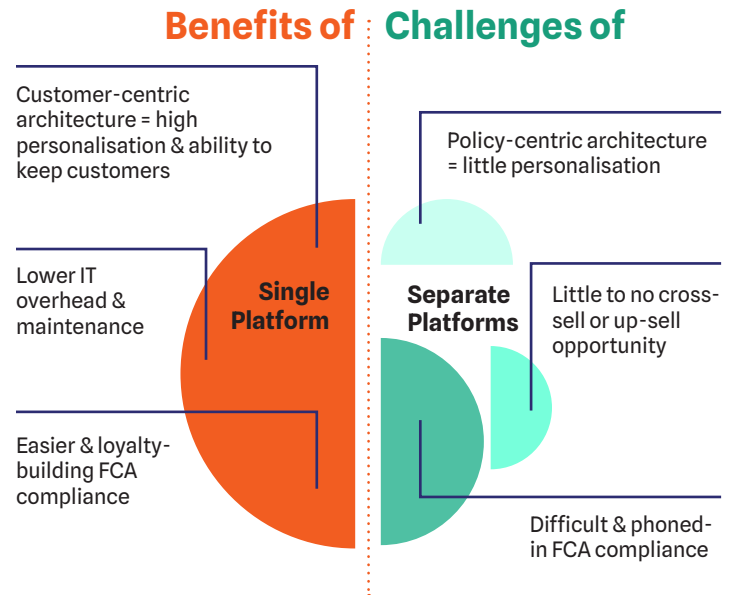 Benefits of
Customer-centric
architecture = high
personalisation & ability to
keep customers
Lower IT
overhead &
maintenance
Easier & loyalty-
building FCA
compliance
Single
Platform
Challenges of
Policy-centric architecture
= little personalisation
Separate
Platforms
Little to no cross-
sell or up-sell
opportunity
Difficult & phoned-
in FCA compliance